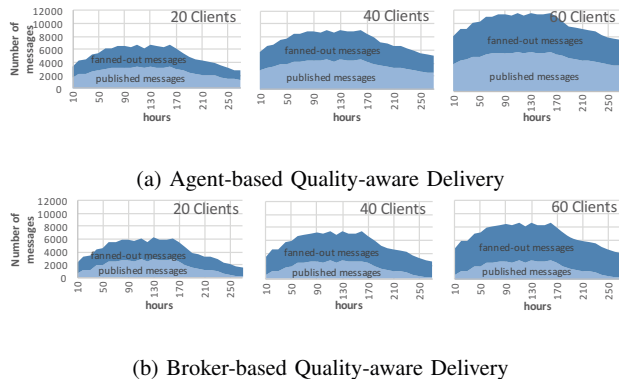 20 Clients
40 Clients
60 Clients
Number of
messages
12000
10000
8000
6000
4000
2000
0
fanned-out messages
published messages
fanned-out messages
published messages
fanned-out messages
published messages
10 50 90 130 170 210 250
10 50 90 130 170 210 250
10 50 90 130 170 210 250
hours
hours
hours
(a) Agent-based Quality-aware Delivery
20 Clients
40 Clients
60 Clients
Number of
messages
12000
10000
8000
6000
4000
2000
0
fanned-out messages
published messages
fanned-out messages
published messages
fanned-out messages
published messages
10 50 90 130 170 210 250
10 50 90 130 170 210 250
10 50 90 130 170 210 250
hours
hours
hours
(b) Broker-based Quality-aware Delivery